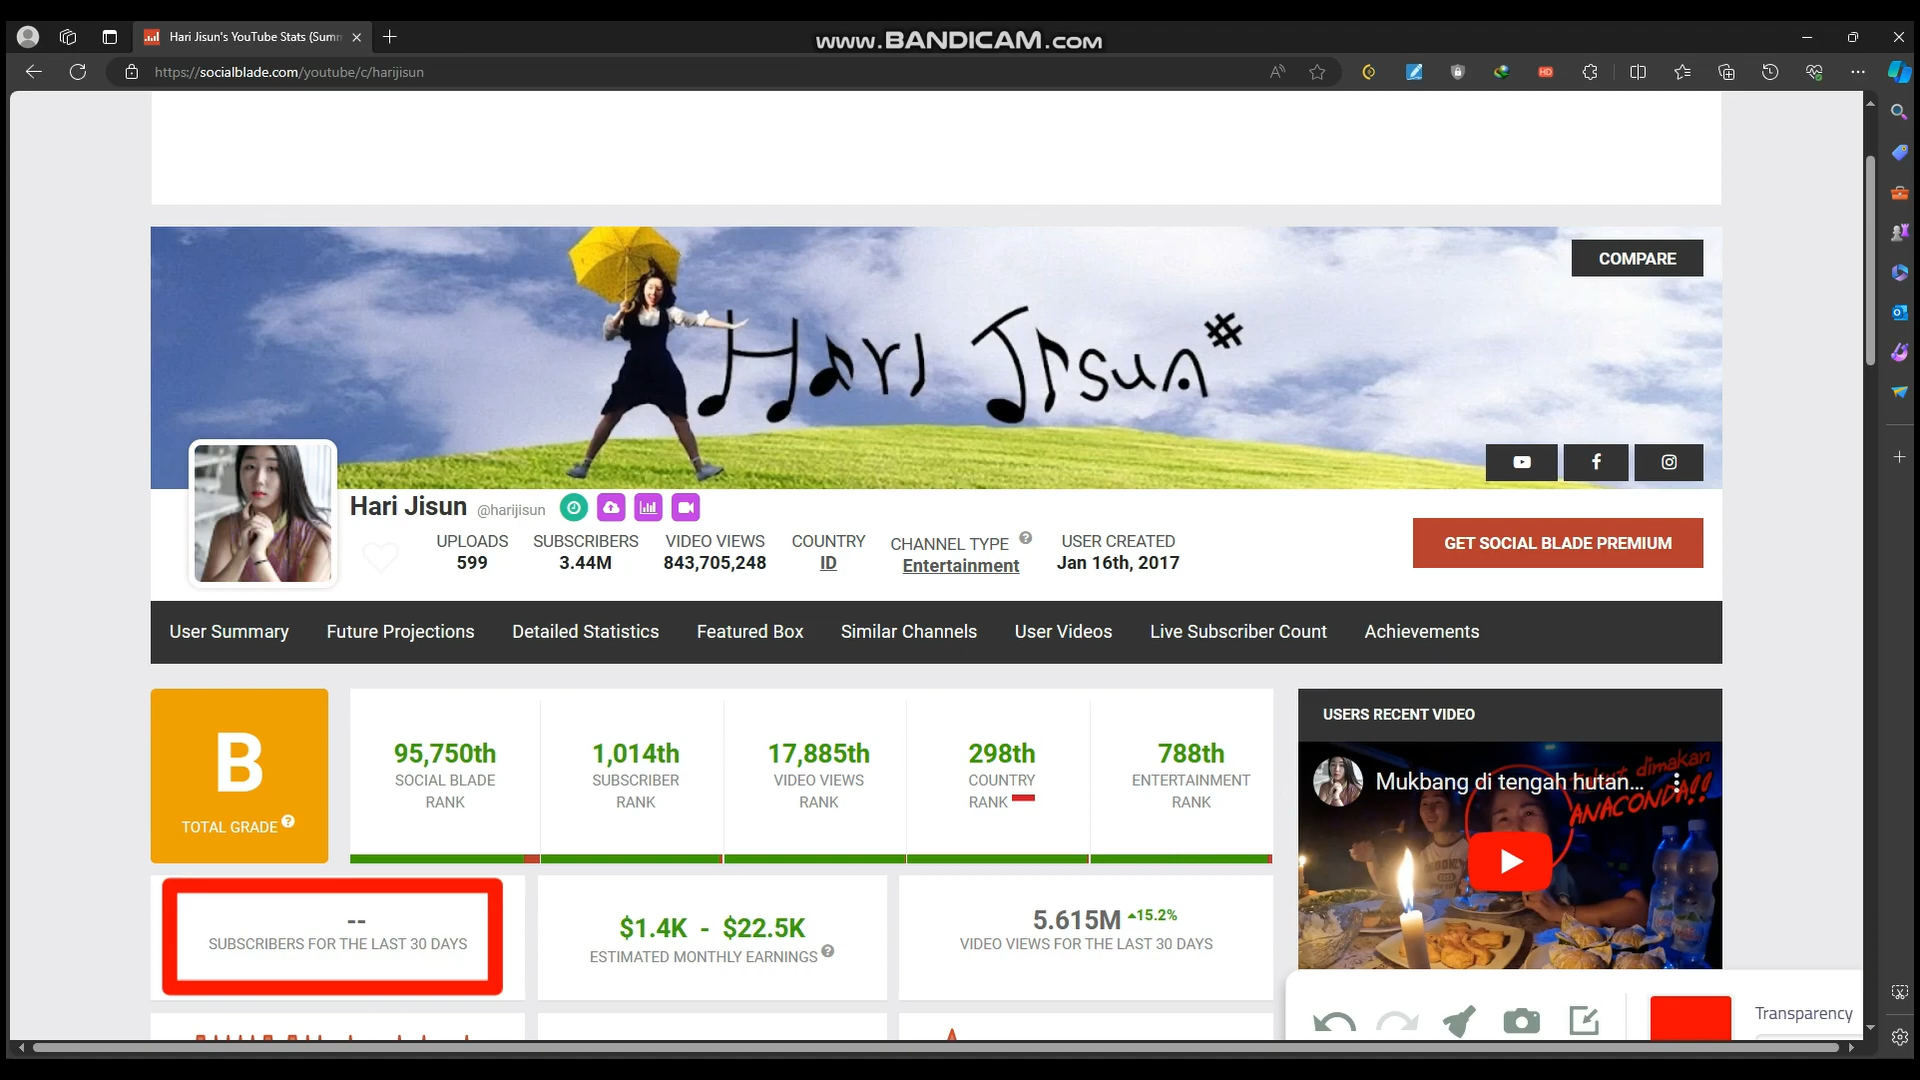 www.BANDICAM.com
Hari Jisun's YouTube Stats (Sumn
https://socialblade.com/youtube/c/harijisun
HD
Hari Jisun#
COMPARE
Hari Jisun @harijisun
UPLOADS SUBSCRIBERS VIDEO VIEWS COUNTRY CHANNEL TYPE ? USER CREATED
599 3.44M 843,705,248 ID Entertainment Jan 16th, 2017
GET SOCIAL BLADE PREMIUM
User Summary Future Projections Detailed Statistics Featured Box Similar Channels User Videos Live Subscriber Count Achievements
B
TOTAL GRADE ?
95,750th 1,014th 17,885th 298th 788th
SOCIAL BLADE SUBSCRIBER VIDEO VIEWS COUNTRY ENTERTAINMENT
RANK RANK RANK RANK RANK
USERS RECENT VIDEO
Mukbang di tengah hutan...
dimakan
ANACONDA!!
--
SUBSCRIBERS FOR THE LAST 30 DAYS
$1.4K - $22.5K
ESTIMATED MONTHLY EARNINGS ?
5.615M 15.2%
VIDEO VIEWS FOR THE LAST 30 DAYS
Transparency